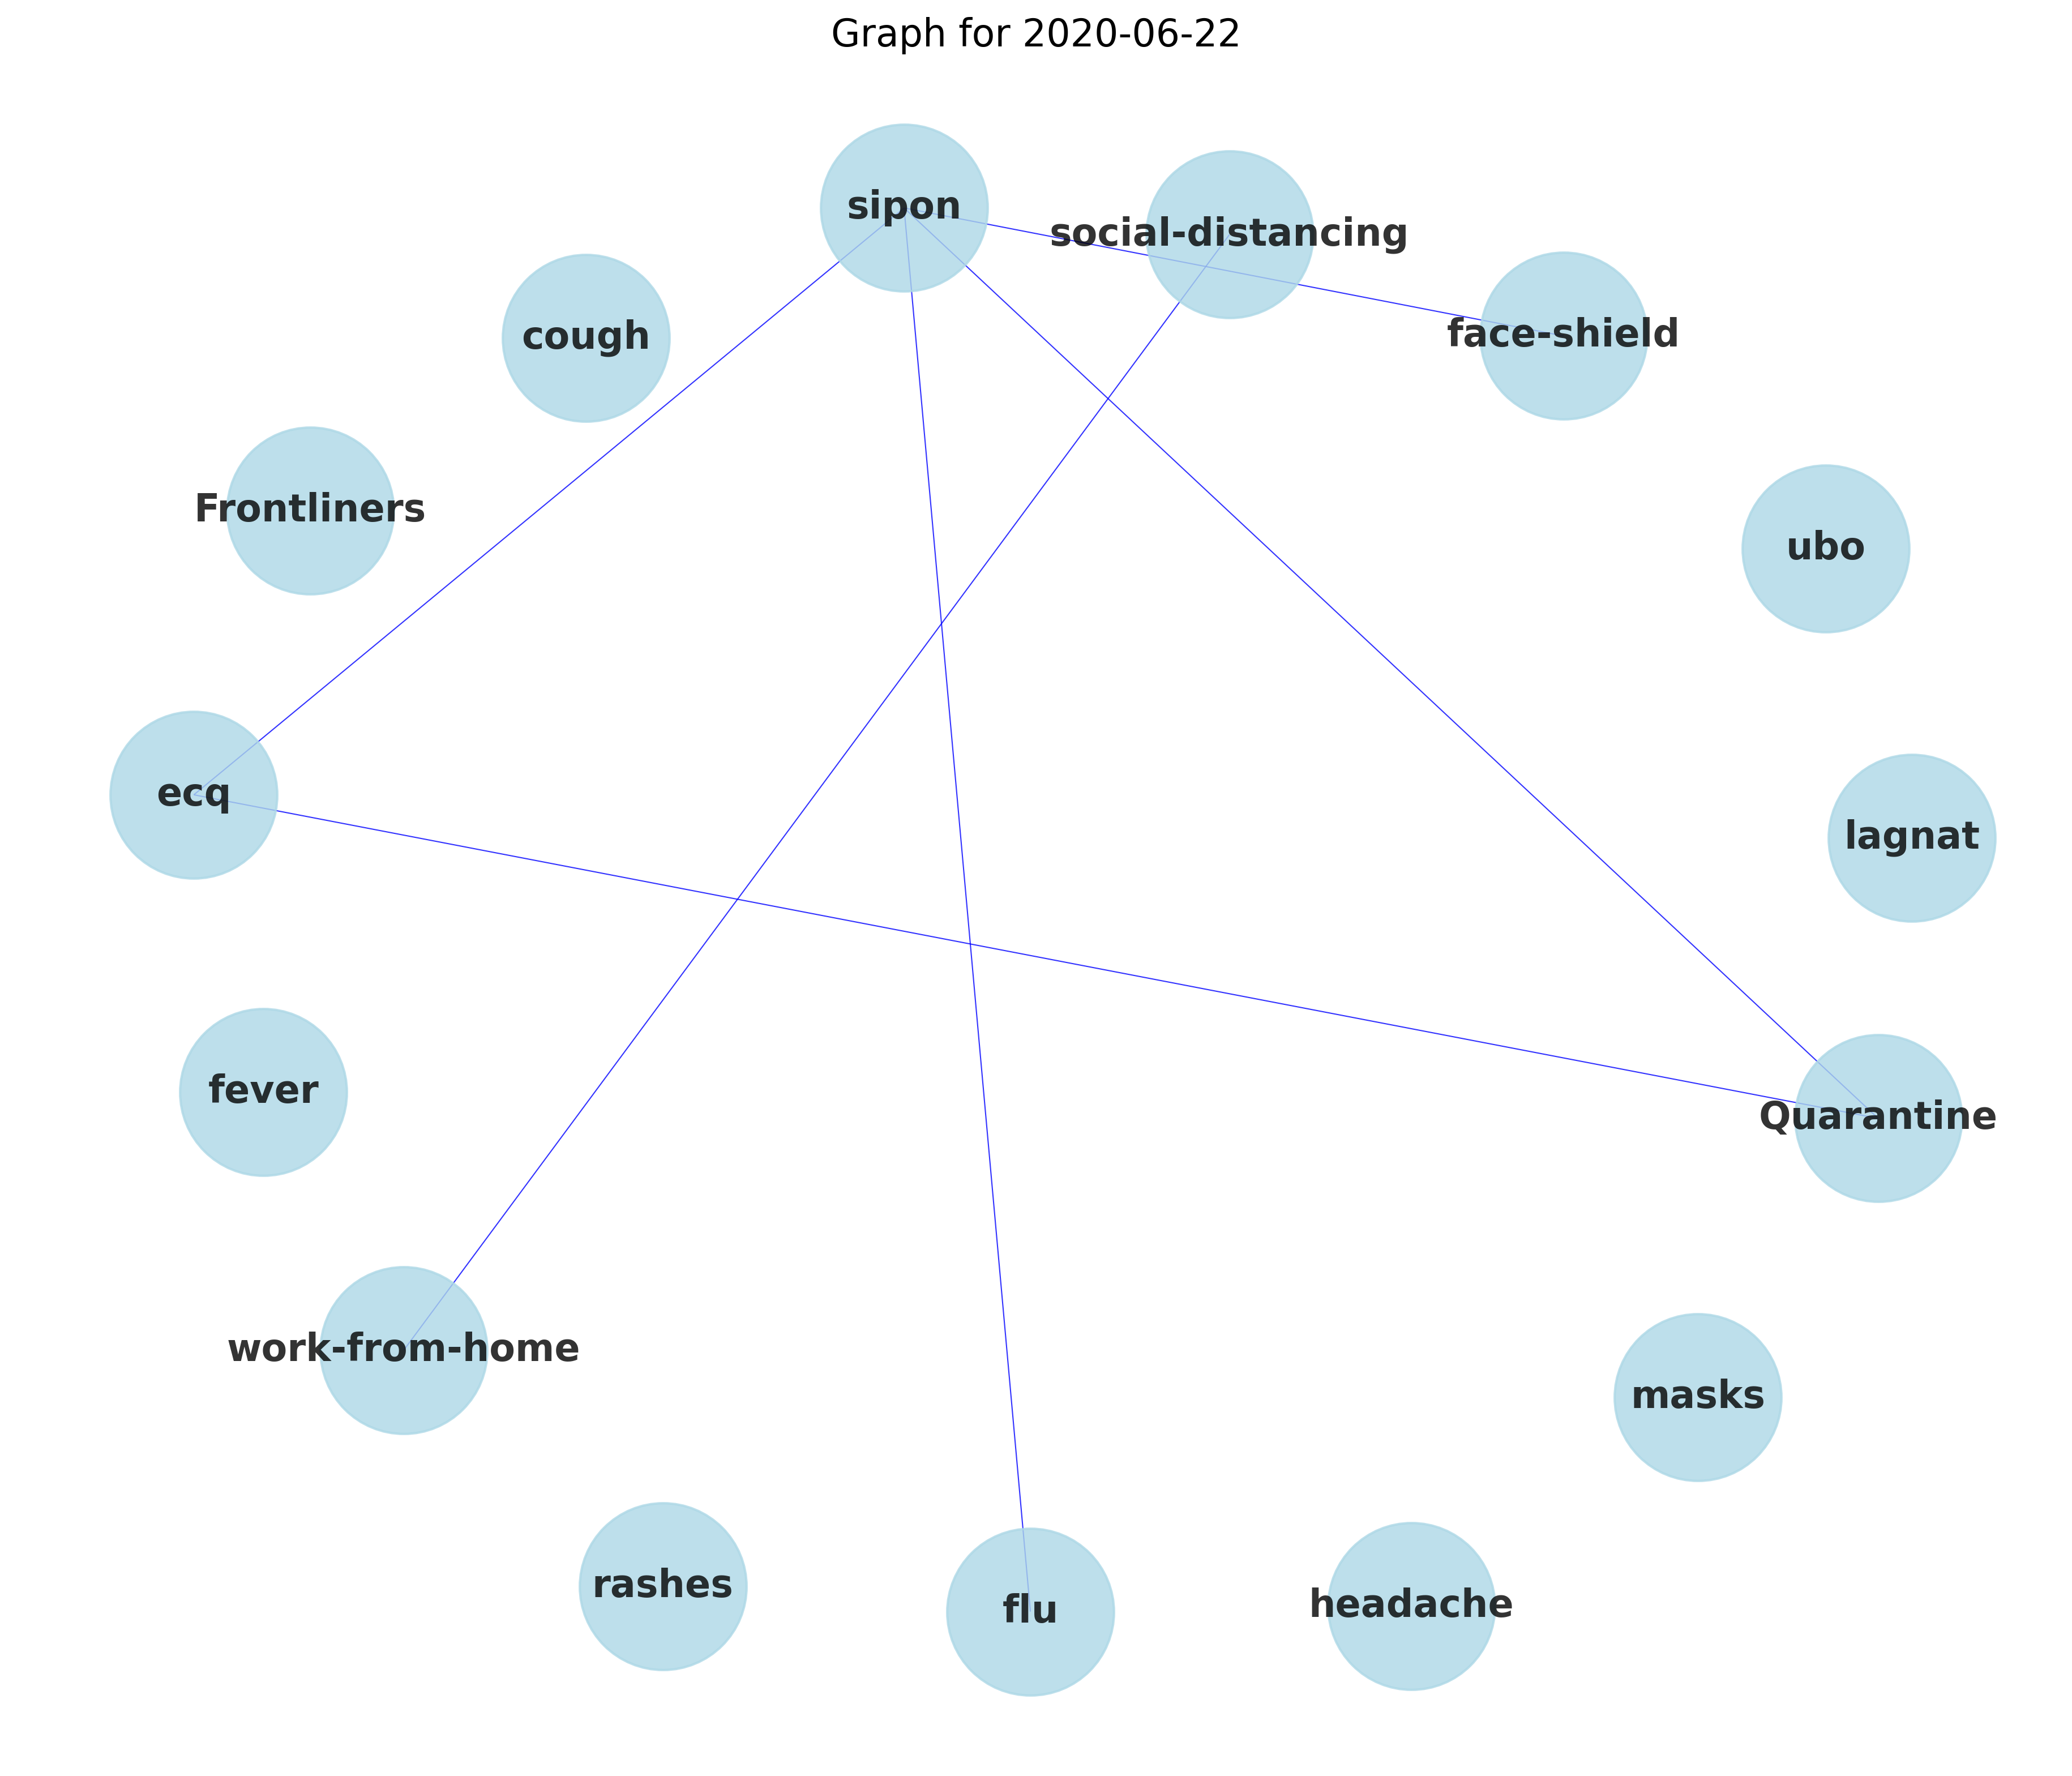 Graph for 2020-06-22
sipon
social-distancing
face-shield
cough
Frontliners
ubo
ecq
lagnat
fever
Quarantine
work-from-home
masks
rashes
flu
headache